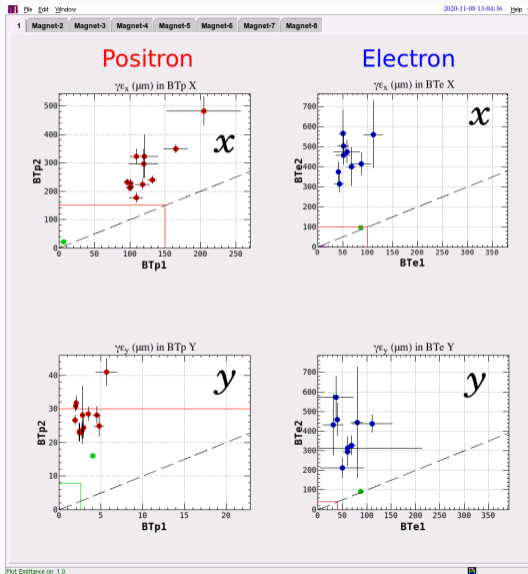 File Edit Window 2020-11-08 13:04:36 Help
1 Magnet-2 Magnet-3 Magnet-4 Magnet-5 Magnet-6 Magnet-7 Magnet-8
Positron Electron
γεx (μm) in BTp X
500
400
300
200
100
0
BTp2
x
0 50 100 150 200 250
BTp1
γεx (μm) in BTe X
700
600
500
400
300
200
100
0
BTe2
x
0 50 100 150 200 250 300 350
BTe1
γεy (μm) in BTp Y
40
30
20
10
0
BTp2
y
0 5 10 15 20
BTp1
γεy (μm) in BTe Y
700
600
500
400
300
200
100
0
BTe2
y
0 50 100 150 200 250 300 350
BTe1
Plot Emittance on :1.0